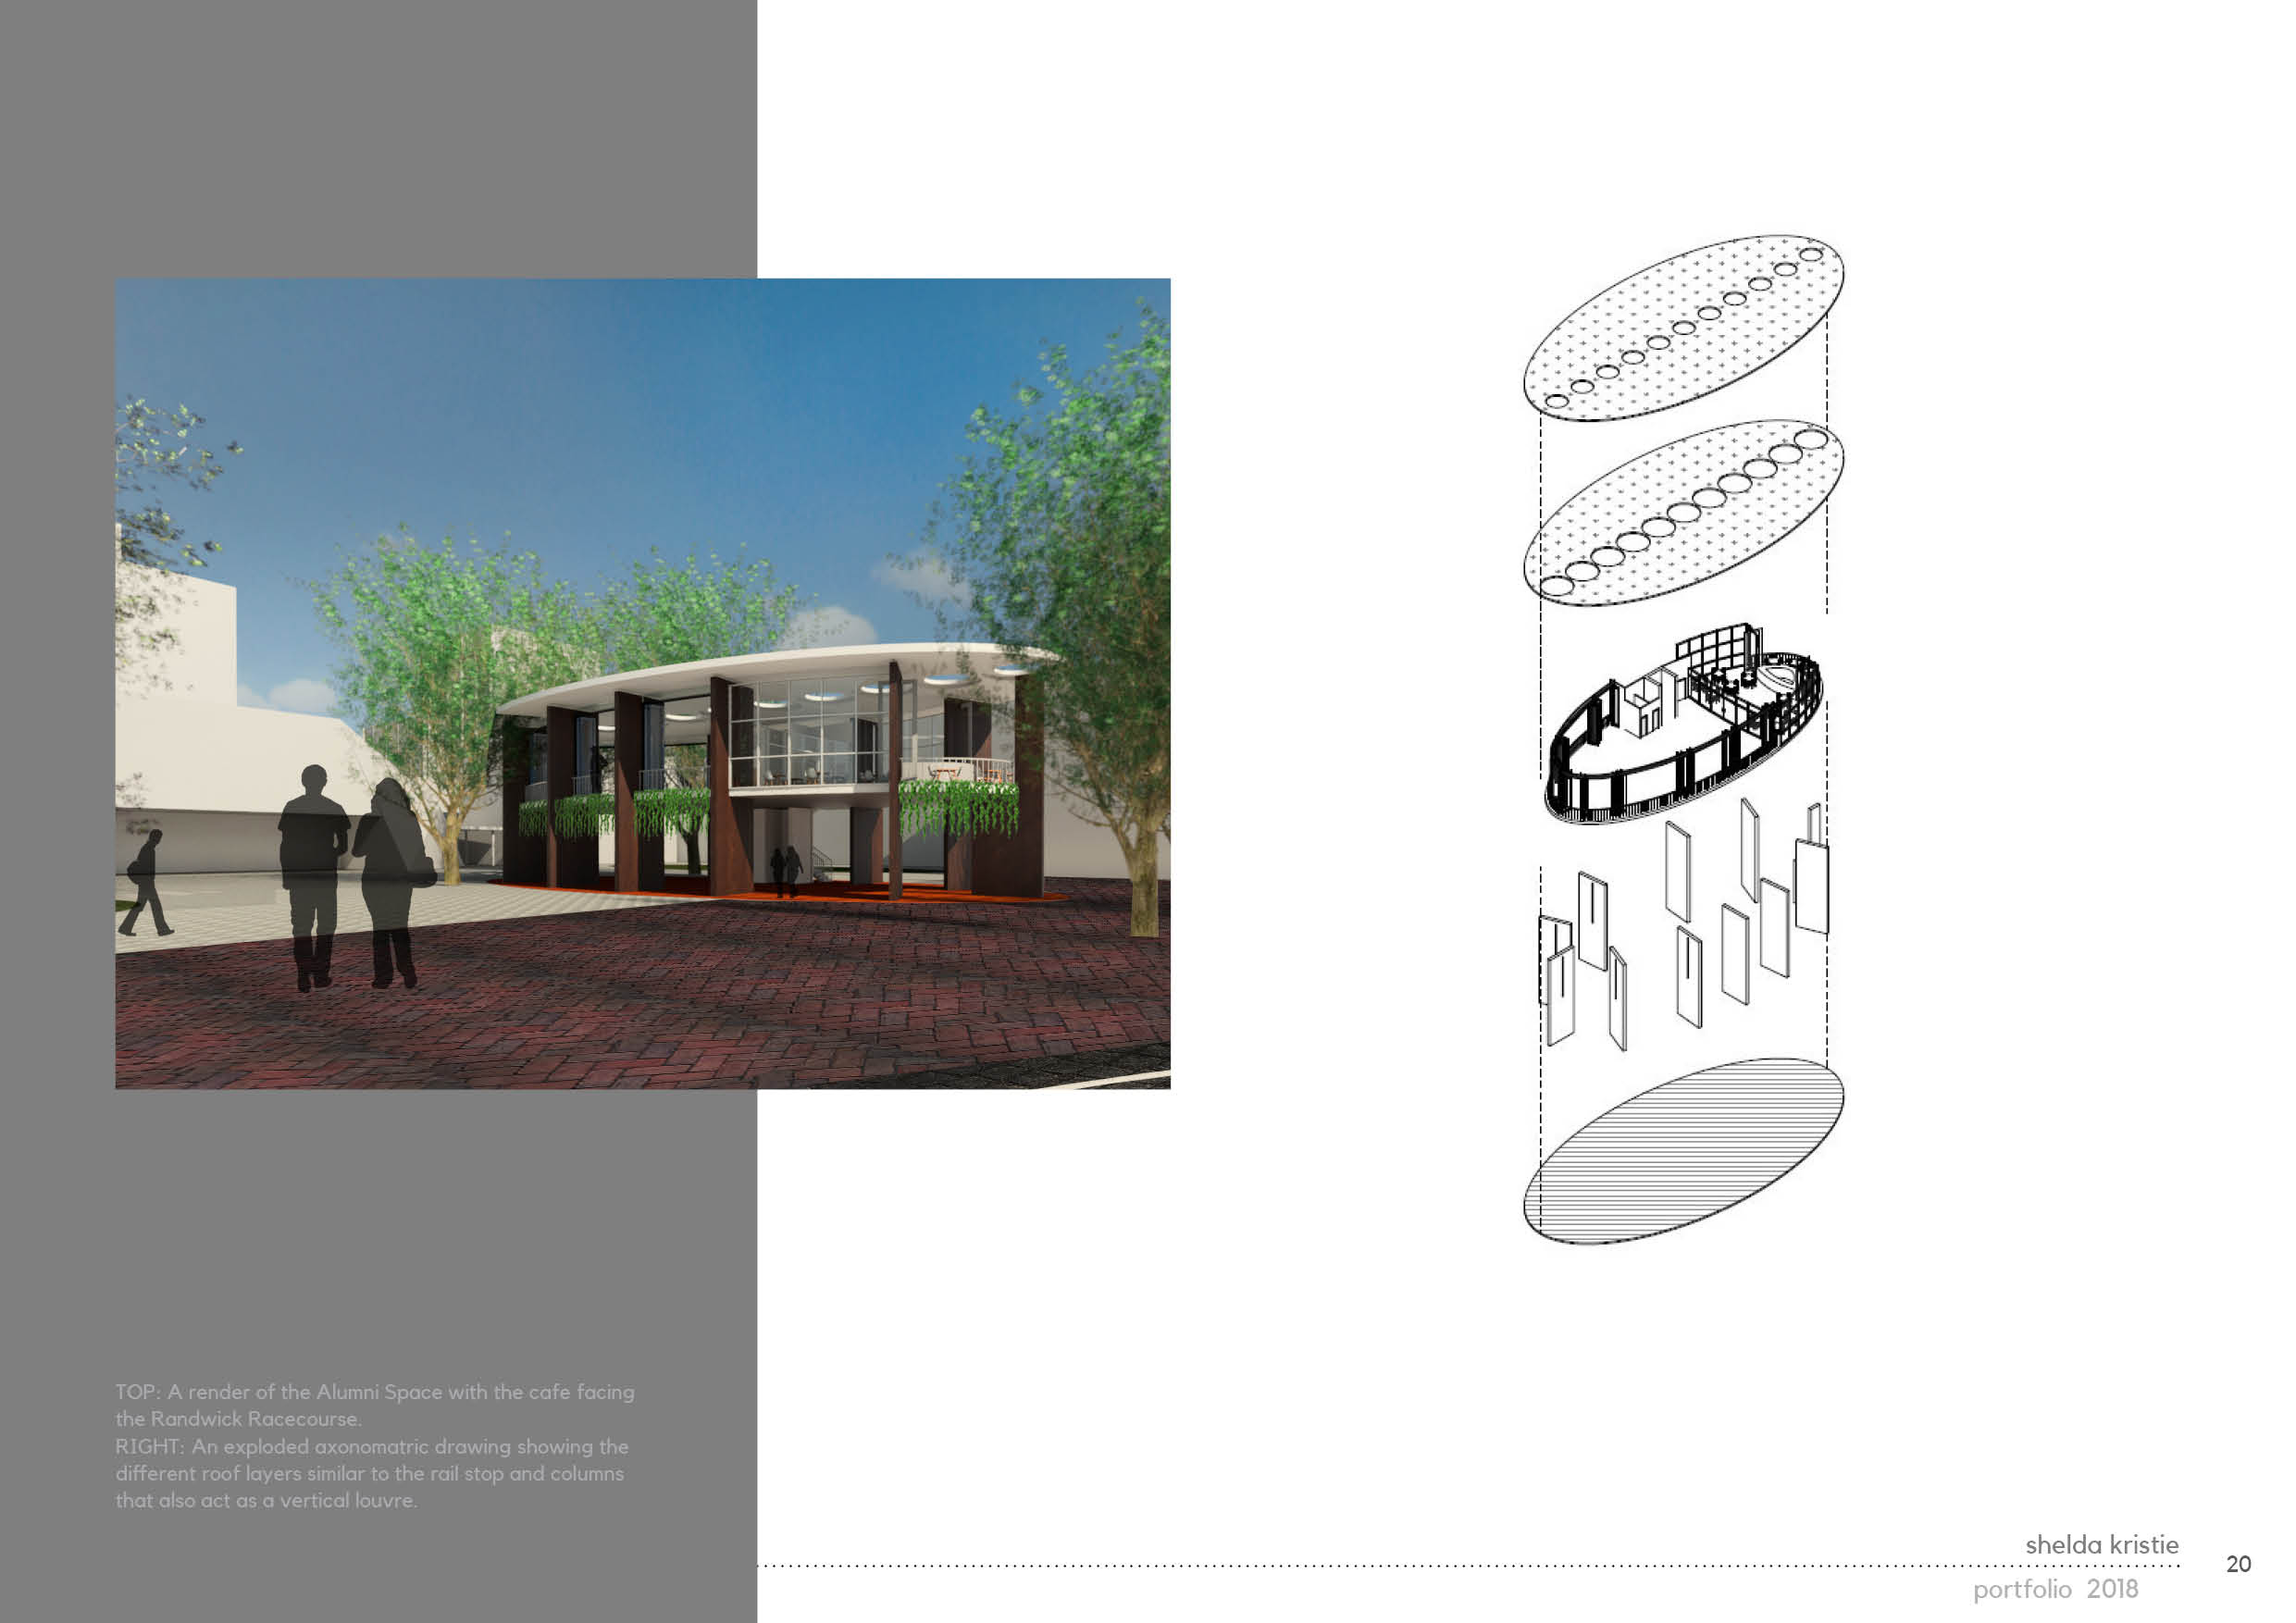 TOP: A render of the Alumni Space with the cafe facing
the Randwick Racecourse.
RIGHT: An exploded axonomatric drawing showing the
different roof layers similar to the rail stop and columns
that also act as a vertical louvre.
shelda kristie
20
portfolio 2018